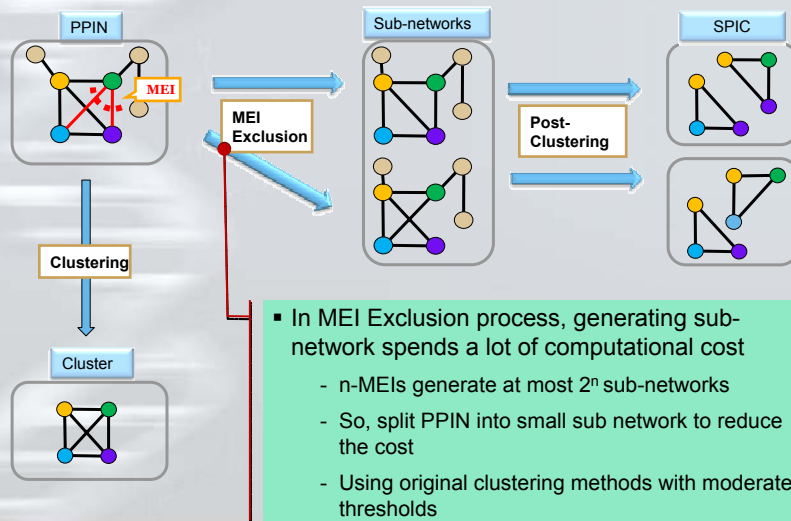 PPIN
Sub-networks
SPIC
MEI
MEI
Exclusion
Post-
Clustering
Clustering
Cluster
▪ In MEI Exclusion process, generating sub-
network spends a lot of computational cost
- n-MEIs generate at most 2ⁿ sub-networks
- So, split PPIN into small sub network to reduce
the cost
- Using original clustering methods with moderate
thresholds